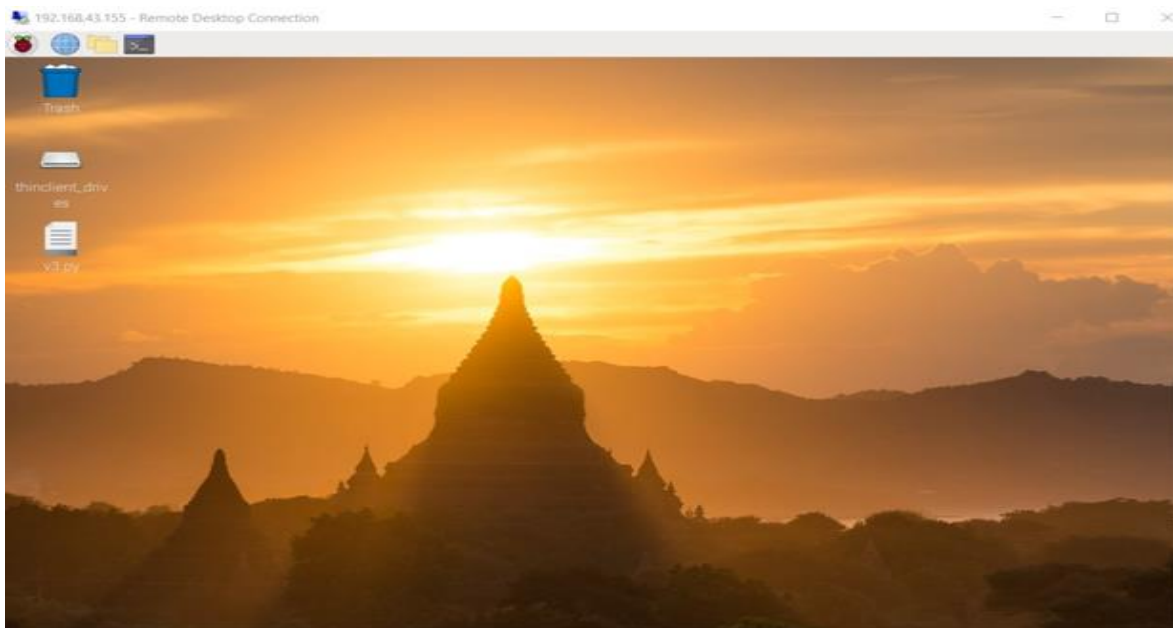 192.168.43.155 - Remote Desktop Connection
>_
Trash
thinclient_driv
es
v3.py